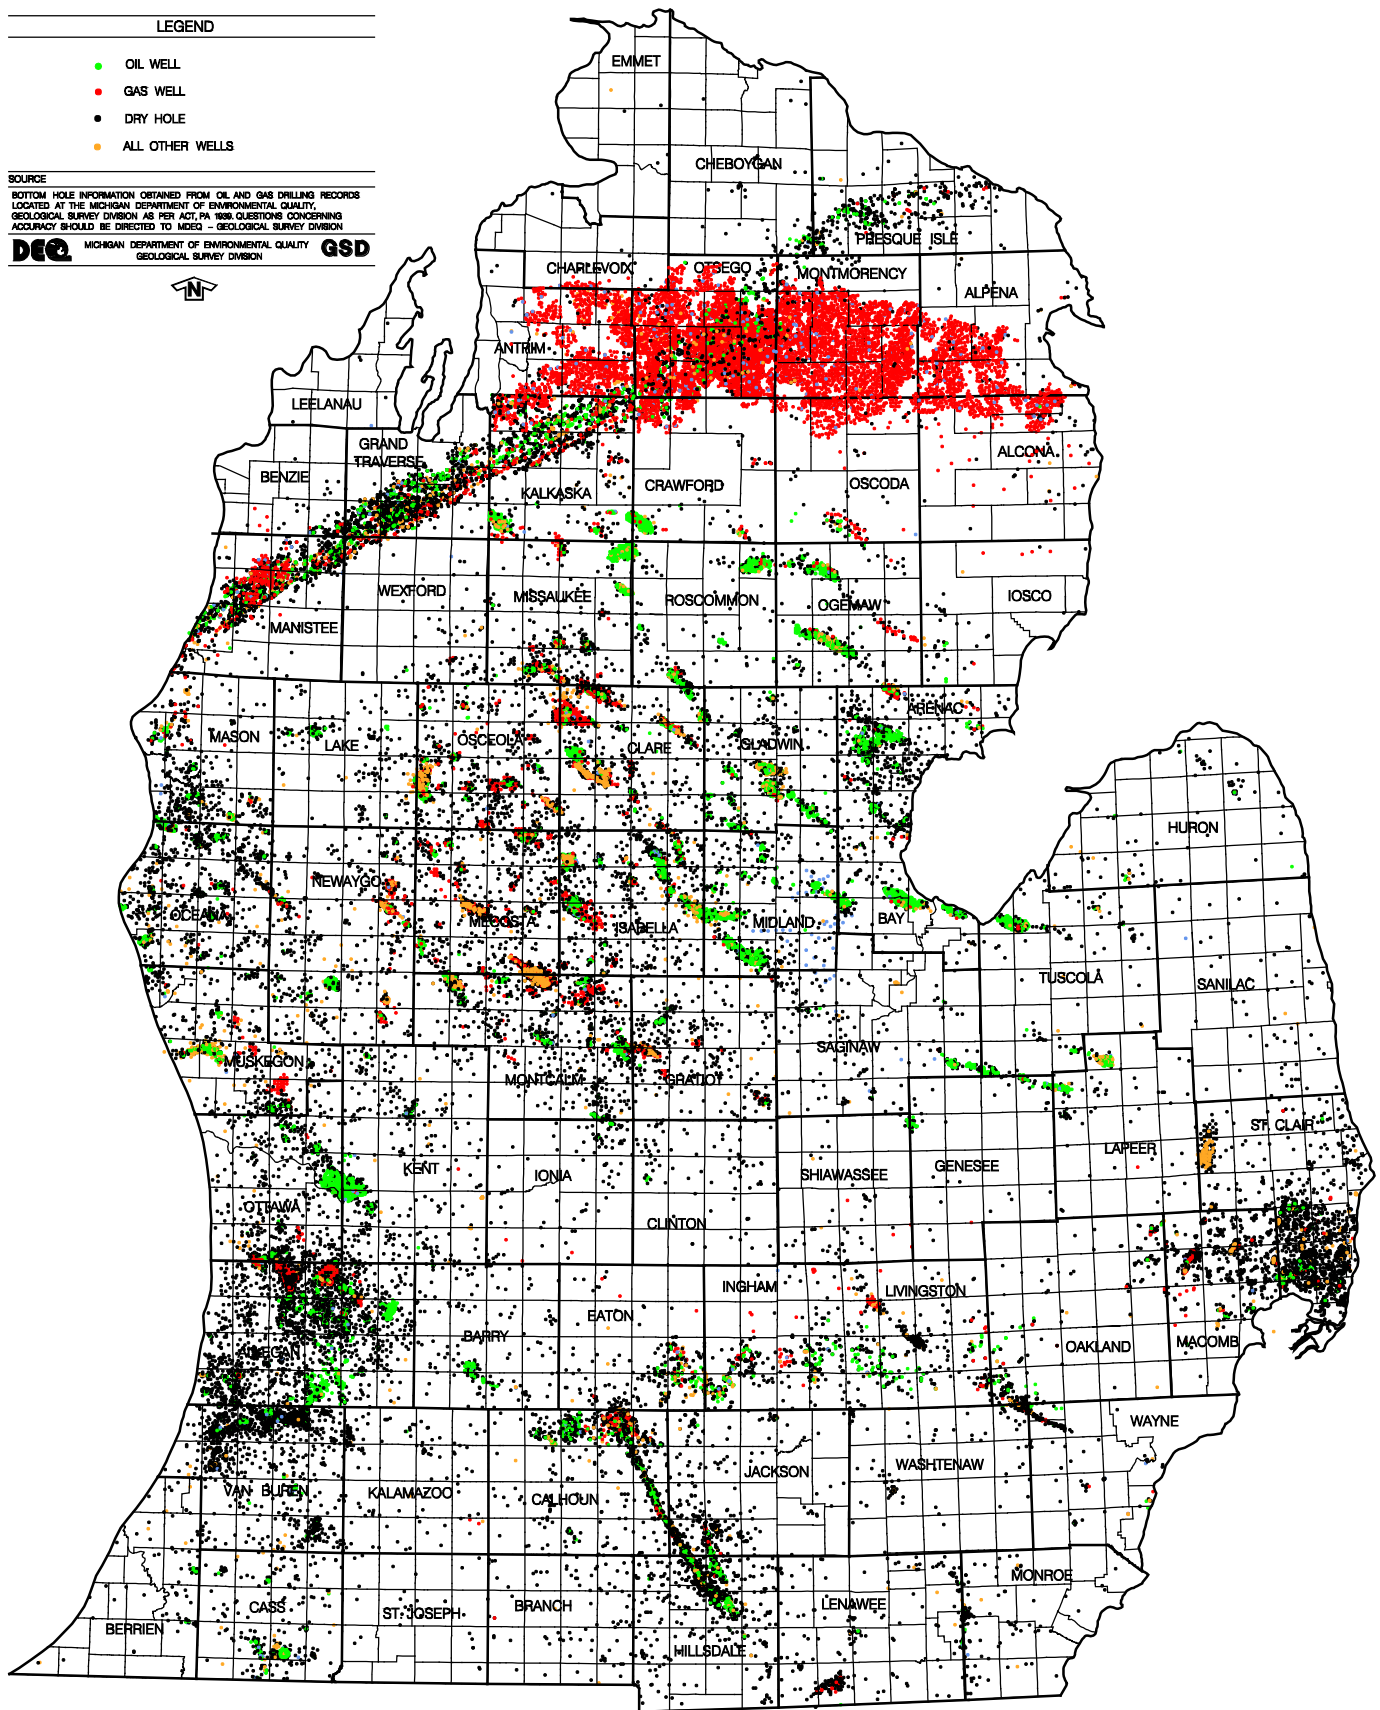 LEGEND
OIL WELL
GAS WELL
DRY HOLE
ALL OTHER WELLS
SOURCE
BOTTOM HOLE INFORMATION OBTAINED FROM OIL AND GAS DRILLING RECORDS
LOCATED AT THE MICHIGAN DEPARTMENT OF ENVIRONMENTAL QUALITY,
GEOLOGICAL SURVEY DIVISION AS PER ACT, PA 1939. QUESTIONS CONCERNING
ACCURACY SHOULD BE DIRECTED TO MDEQ - GEOLOGICAL SURVEY DIVISION
DEQ MICHIGAN DEPARTMENT OF ENVIRONMENTAL QUALITY GSD
GEOLOGICAL SURVEY DIVISION
N
EMMET
CHEBOYGAN
PRESQUE ISLE
CHARLEVOIX
OTSEGO
MONTMORENCY
ALPENA
ANTRIM
LEELANAU
GRAND
TRAVERSE
BENZIE
KALKASKA
CRAWFORD
OSCODA
ALCONA
WEXFORD
MISSAUKEE
ROSCOMMON
OGEMAW
IOSCO
MANISTEE
MASON
LAKE
OSCEOLA
CLARE
GLADWIN
ARENAC
HURON
NEWAYGO
OCEANA
MECOSTA
ISABELLA
MIDLAND
BAY
TUSCOLA
SANILAC
MUSKEGON
MONTCALM
GRATIOT
SAGINAW
ST. CLAIR
LAPEER
GENESEE
SHIAWASSEE
KENT
IONIA
OTTAWA
CLINTON
INGHAM
LIVINGSTON
EATON
BARRY
ALLEGAN
OAKLAND
MACOMB
WAYNE
WASHTENAW
JACKSON
CALHOUN
KALAMAZOO
VAN BUREN
MONROE
LENAWEE
HILLSDALE
BRANCH
ST. JOSEPH
CASS
BERRIEN